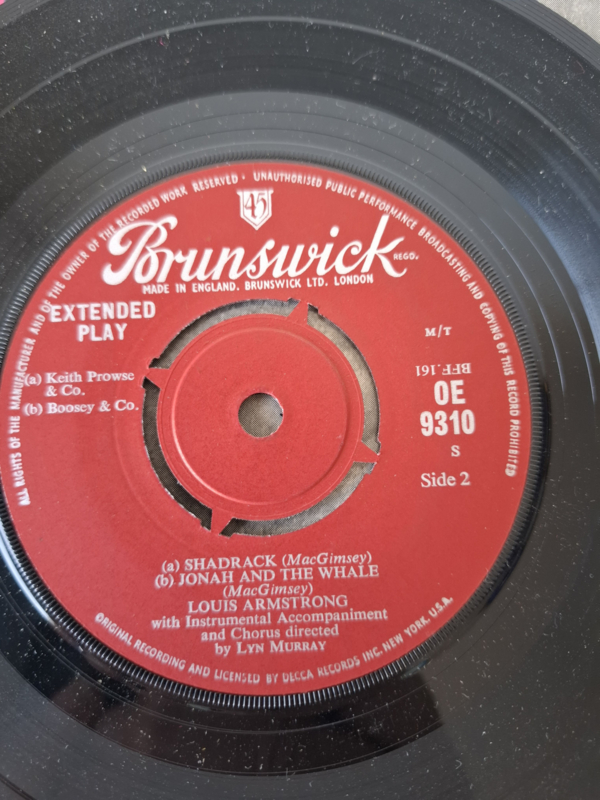 ALL RIGHTS OF THE MANUFACTURER AND OF THE OWNER OF THE RECORDED WORK RESERVED · UNAUTHORISED PUBLIC PERFORMANCE BROADCASTING AND COPYING OF THIS RECORD PROHIBITED
45
Brunswick REGD.
MADE IN ENGLAND. BRUNSWICK LTD. LONDON
EXTENDED
PLAY
M/T
(a) Keith Prowse
& Co.
(b) Boosey & Co.
BFF.161
OE
9310
S
Side 2
(a) SHADRACK (MacGimsey)
(b) JONAH AND THE WHALE
(MacGimsey)
LOUIS ARMSTRONG
with Instrumental Accompaniment
and Chorus directed
by LYN MURRAY
ORIGINAL RECORDING AND LICENSED BY DECCA RECORDS INC. NEW YORK, U.S.A.